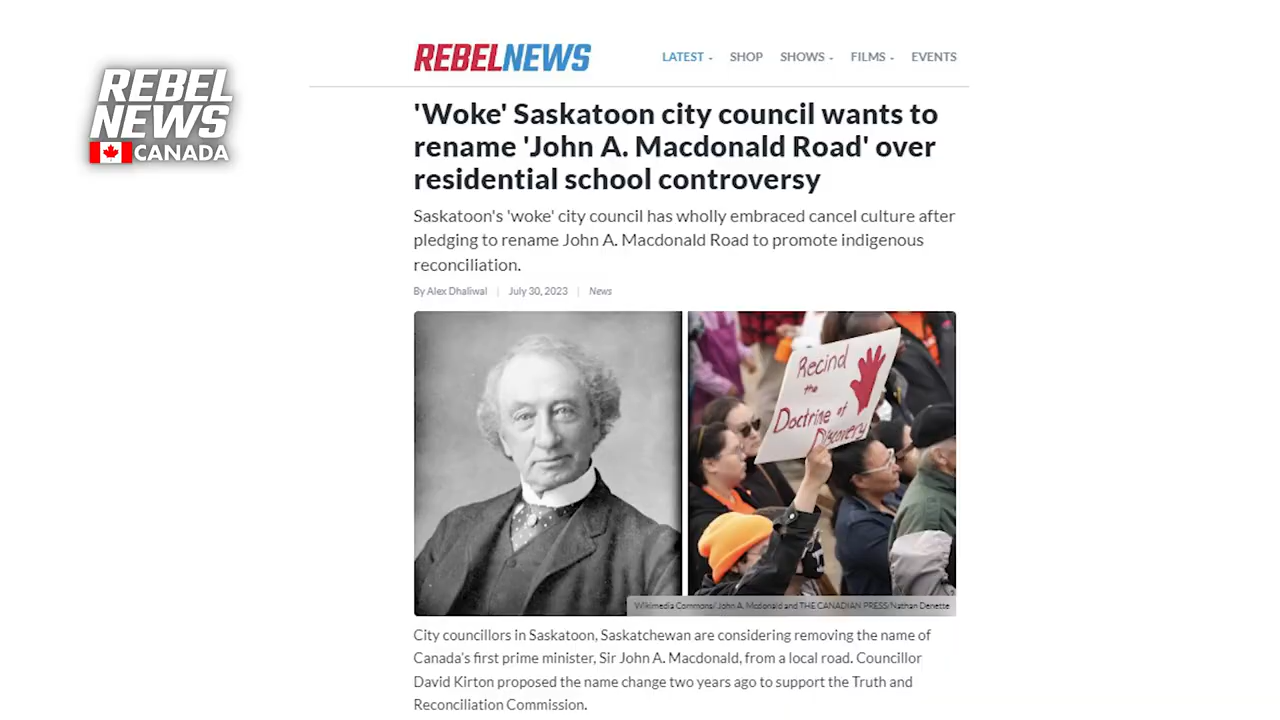 REBEL
NEWS
CANADA
REBELNEWS
LATEST SHOP SHOWS FILMS EVENTS
'Woke' Saskatoon city council wants to
rename 'John A. Macdonald Road' over
residential school controversy
Saskatoon's 'woke' city council has wholly embraced cancel culture after
pledging to rename John A. Macdonald Road to promote indigenous
reconciliation.
By Alex Dhaliwal | July 30, 2023 | News
Recind
the
Doctrine of
Discovery
Wikimedia Commons/ John A. Mcdonald and THE CANADIAN PRESS/Nathan Denette
City councillors in Saskatoon, Saskatchewan are considering removing the name of
Canada's first prime minister, Sir John A. Macdonald, from a local road. Councillor
David Kirton proposed the name change two years ago to support the Truth and
Reconciliation Commission.